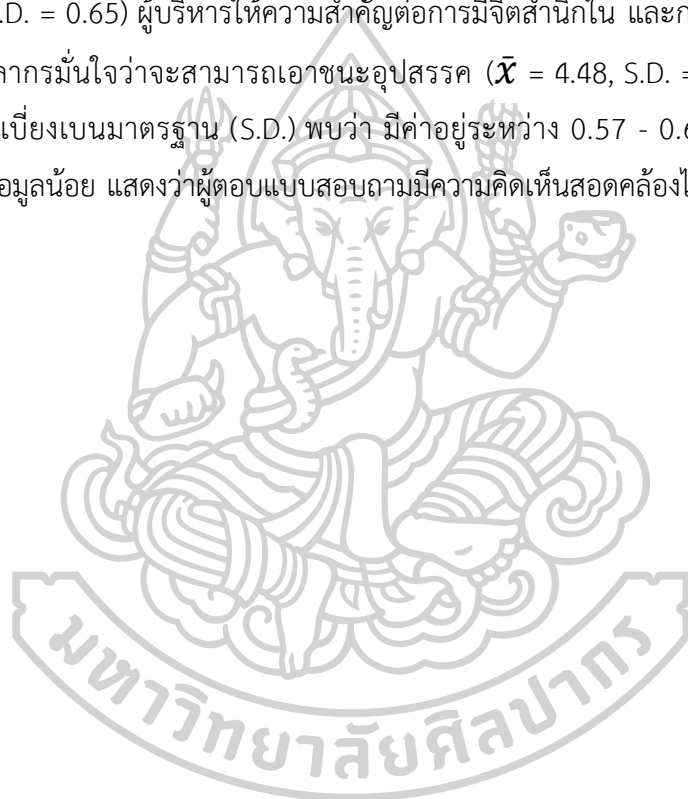 .D. = 0.65) ผู้บริหารให้ความสำคัญต่อการมีจิตสำนึกใน และก
ลากรมั่นใจว่าจะสามารถเอาชนะอุปสรรค (x̄ = 4.48, S.D. =
เบี่ยงเบนมาตรฐาน (S.D.) พบว่า มีค่าอยู่ระหว่าง 0.57 - 0.6
อมูลน้อย แสดงว่าผู้ตอบแบบสอบถามมีความคิดเห็นสอดคล้องไ
มหาวิทยาลัยศิลปากร